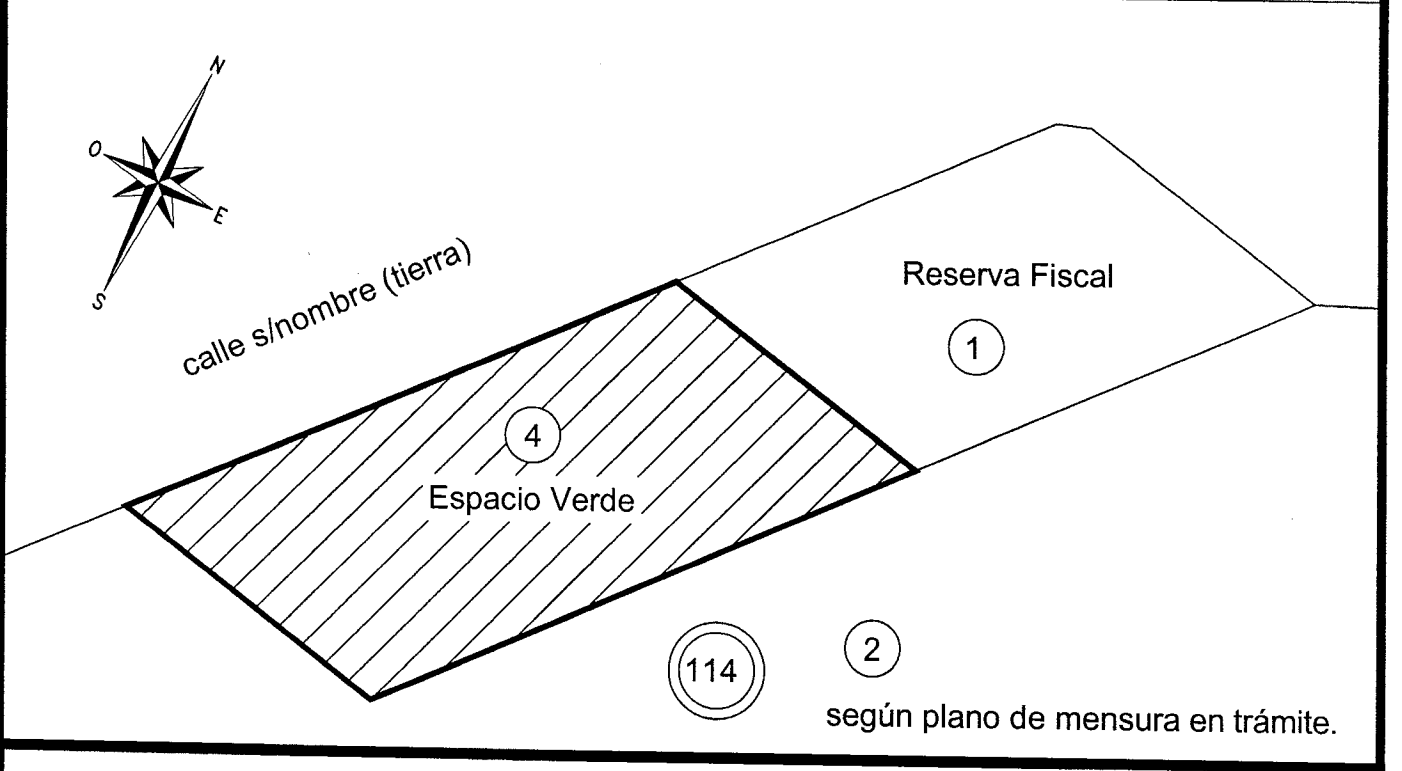 N
O
E
S
calle s/nombre (tierra)
Reserva Fiscal
1
4
Espacio Verde
114
2
según plano de mensura en trámite.